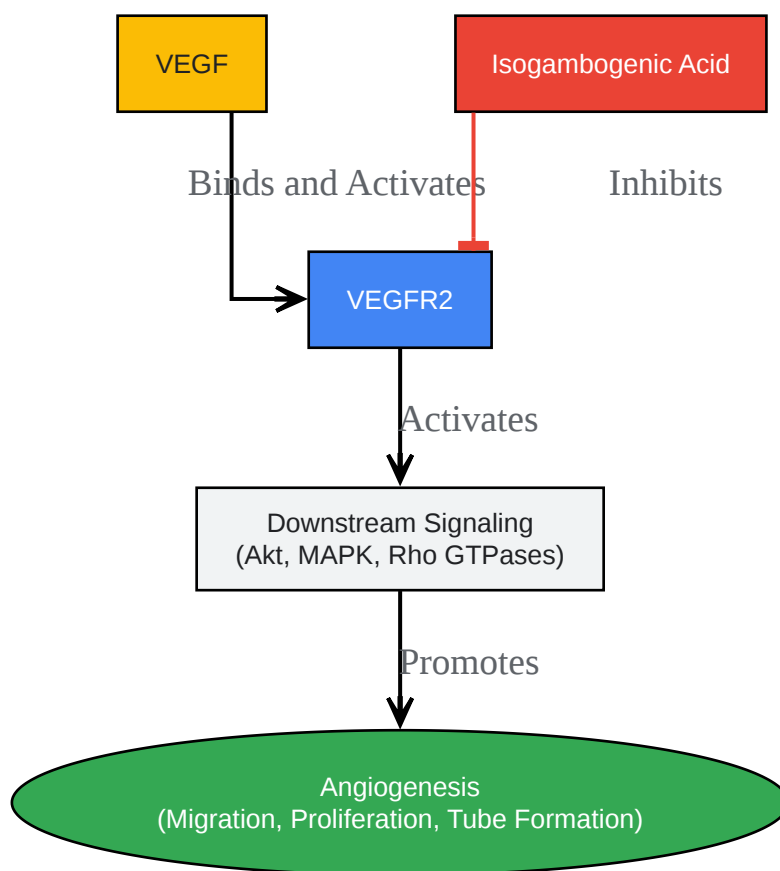 VEGF
Isogambogenic Acid
Binds and Activates
Inhibits
VEGFR2
Activates
Downstream Signaling
(Akt, MAPK, Rho GTPases)
Promotes
Angiogenesis
(Migration, Proliferation, Tube Formation)